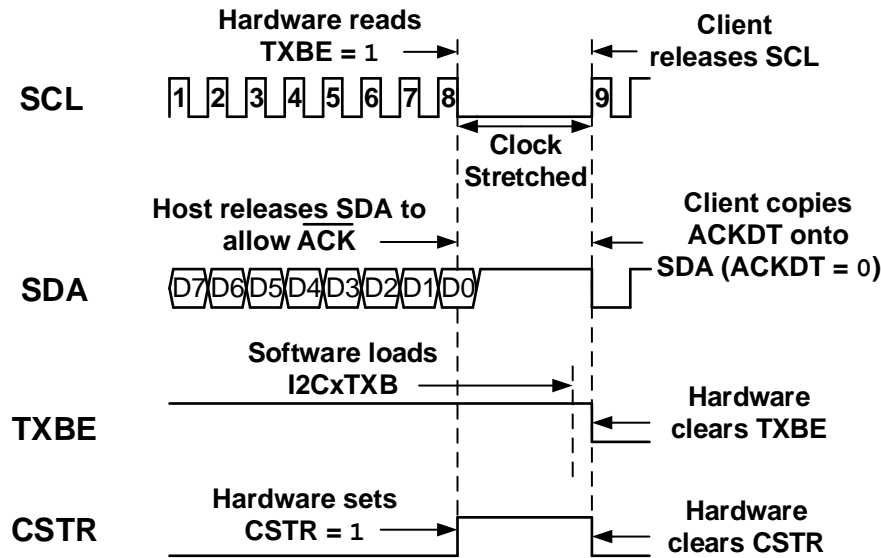 Hardware reads
TXBE = 1
Client
releases SCL
SCL
1 2 3 4 5 6 7 8 9
Clock
Stretched
Host releases SDA to
allow A̅C̅K̅
Client copies
ACKDT onto
SDA (ACKDT = 0)
SDA
D7 D6 D5 D4 D3 D2 D1 D0
Software loads
I2CxTXB
TXBE
Hardware
clears TXBE
Hardware sets
CSTR = 1
CSTR
Hardware
clears CSTR